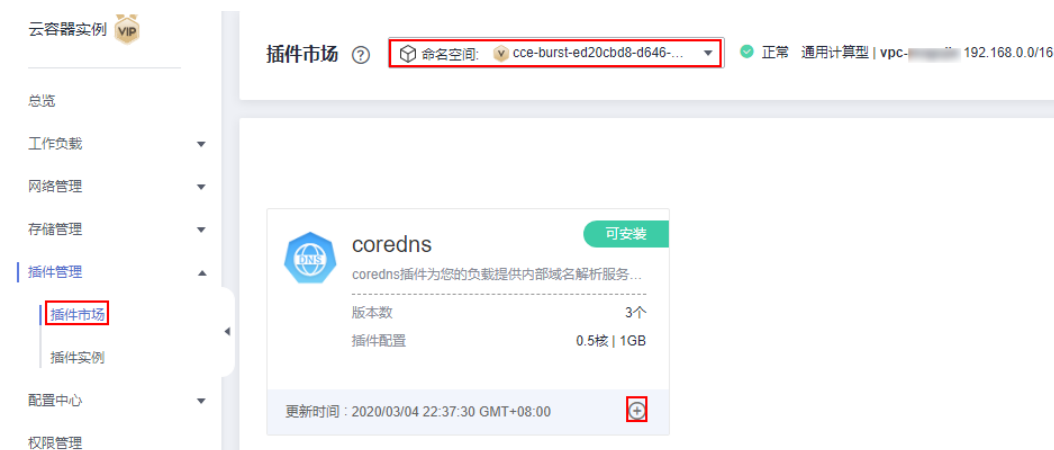 云容器实例 VIP
插件市场 ? 命名空间: V cce-burst-ed20cbd8-d646-... 正常 通用计算型 | vpc- 192.168.0.0/16
总览
工作负载
网络管理
存储管理
插件管理
插件市场
插件实例
配置中心
权限管理
可安装
DNS
coredns
coredns插件为您的负载提供内部域名解析服务...
版本数 3个
插件配置 0.5核 | 1GB
更新时间：2020/03/04 22:37:30 GMT+08:00